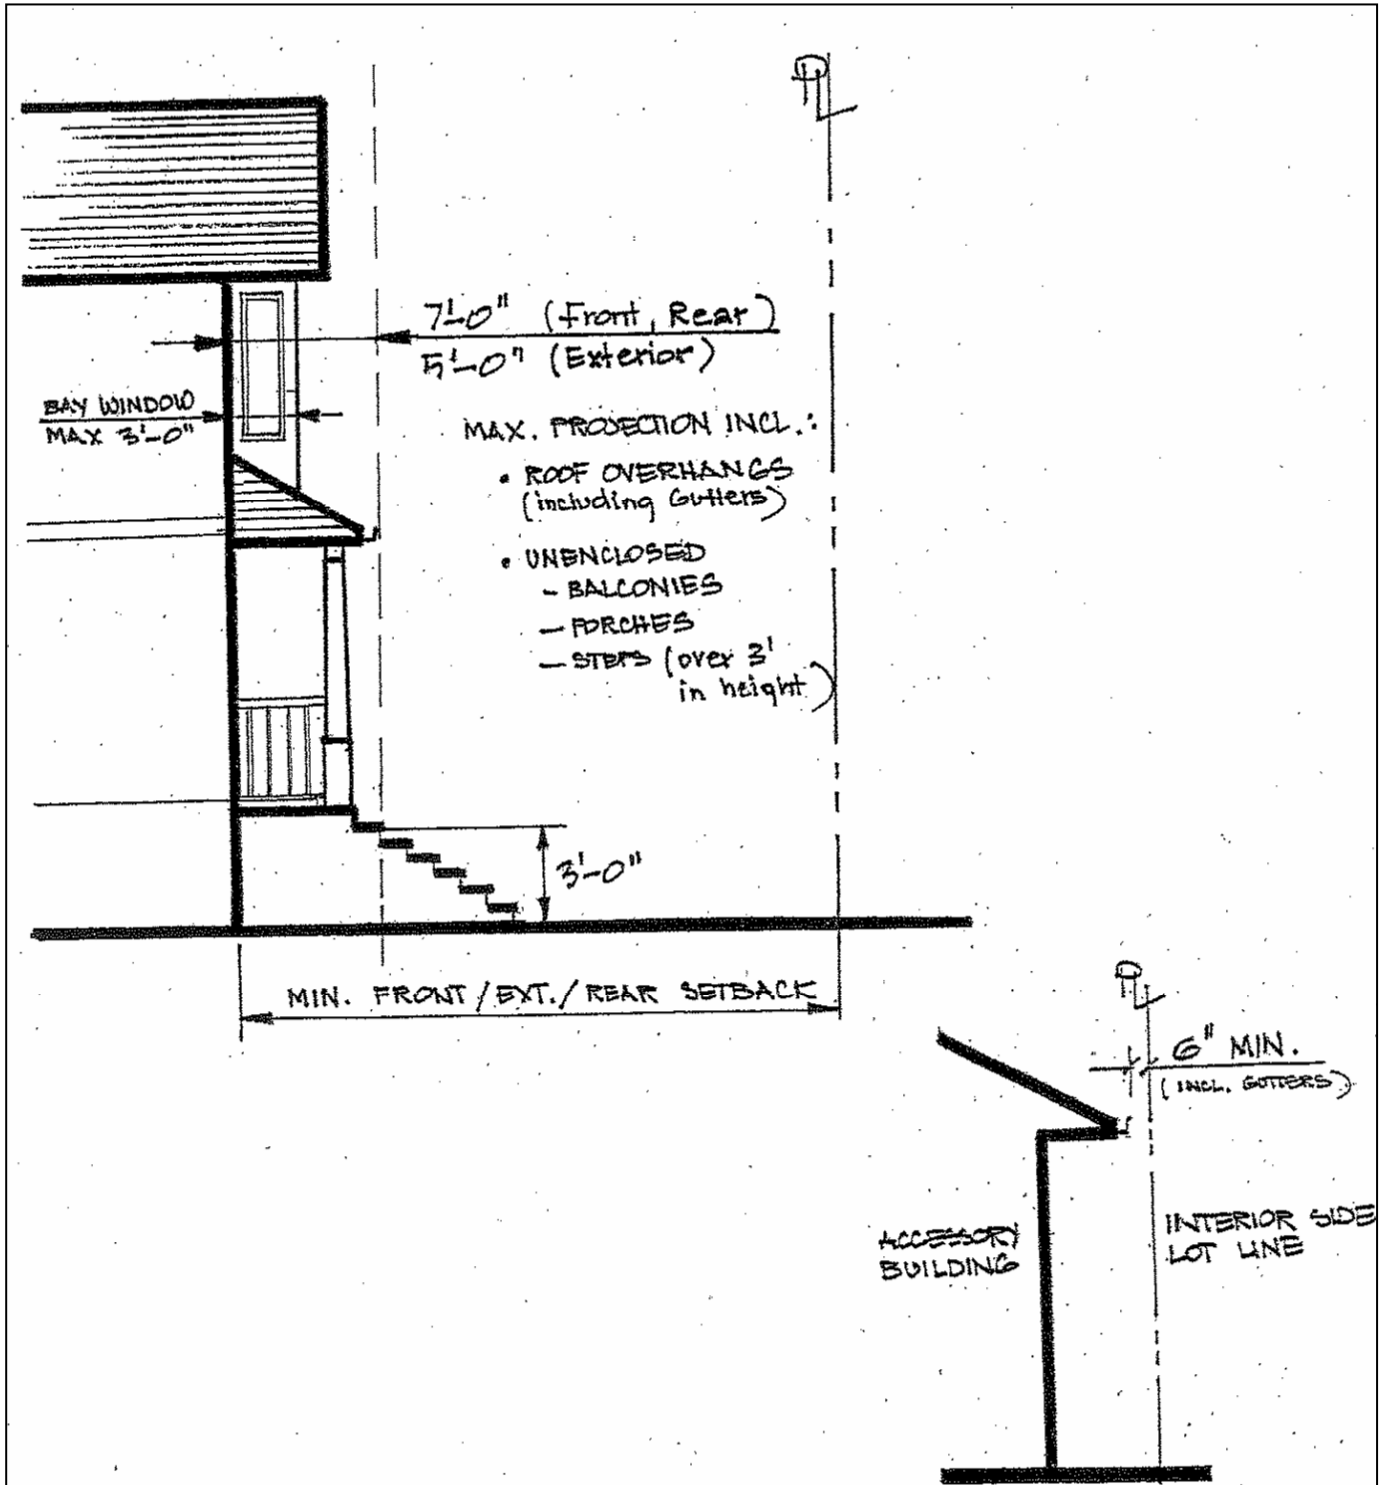 PL
7'-0" (Front, Rear)
5'-0" (Exterior)
BAY WINDOW
MAX 3'-0"
MAX. PROJECTION INCL.:
• ROOF OVERHANGS
(including Gutters)
• UNENCLOSED
- BALCONIES
- PORCHES
- STEPS (over 3'
in height)
3'-0"
MIN. FRONT/EXT./REAR SETBACK
PL
6" MIN.
(INCL. GUTTERS)
ACCESSORY
BUILDING
INTERIOR SIDE
LOT LINE